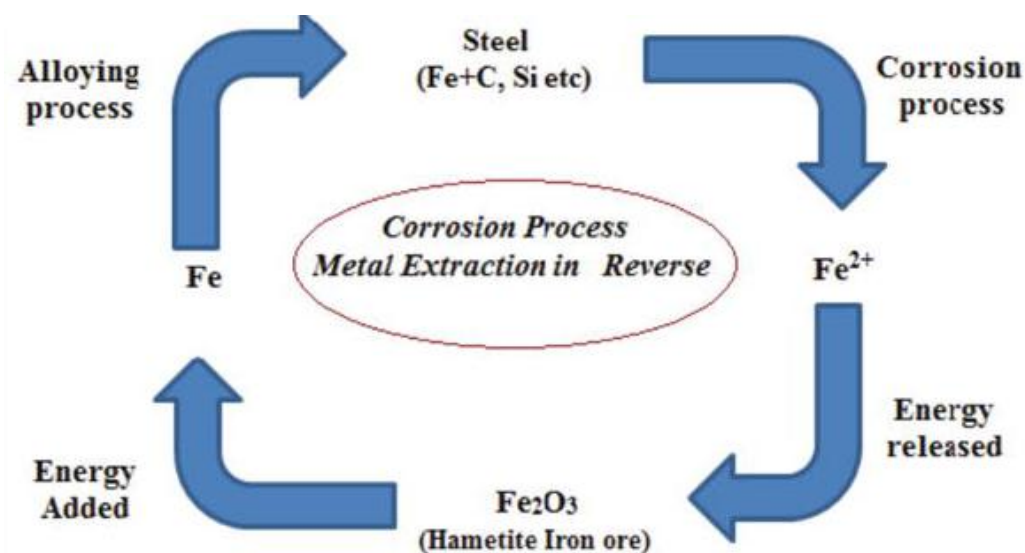 Steel
(Fe+C, Si etc)
Alloying
process
Corrosion
process
Corrosion Process
Metal Extraction in Reverse
Fe
Fe²⁺
Energy
released
Energy
Added
Fe₂O₃
(Hametite Iron ore)